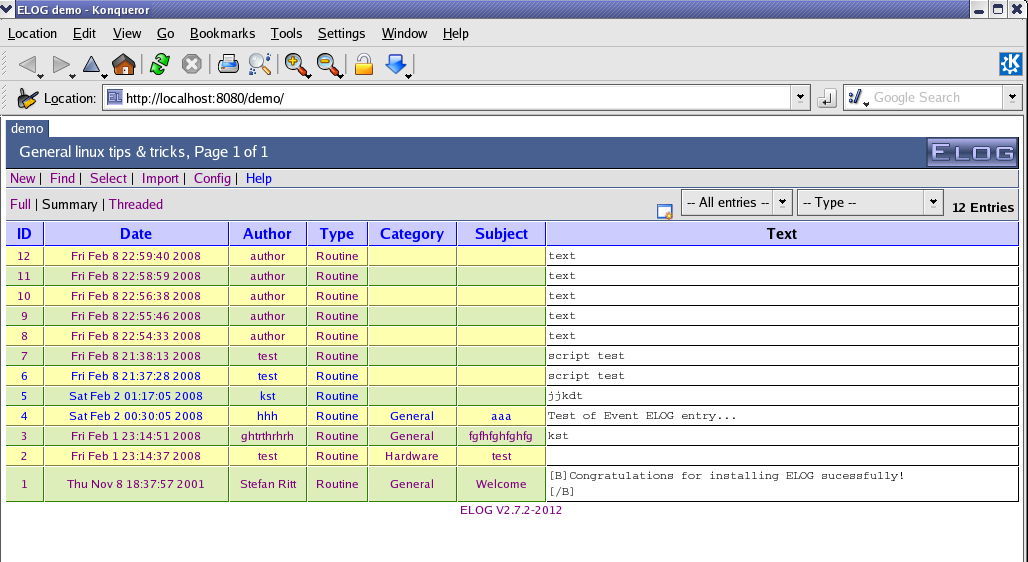 ELOG demo - Konqueror
Location Edit View Go Bookmarks Tools Settings Window Help
Location: http://localhost:8080/demo/ Google Search
demo
General linux tips & tricks, Page 1 of 1 ELOG
New | Find | Select | Import | Config | Help
Full | Summary | Threaded -- All entries -- -- Type -- 12 Entries
ID Date Author Type Category Subject Text
12 Fri Feb 8 22:59:40 2008 author Routine text
11 Fri Feb 8 22:58:59 2008 author Routine text
10 Fri Feb 8 22:56:38 2008 author Routine text
9 Fri Feb 8 22:55:46 2008 author Routine text
8 Fri Feb 8 22:54:33 2008 author Routine text
7 Fri Feb 8 21:38:13 2008 test Routine script test
6 Fri Feb 8 21:37:28 2008 test Routine script test
5 Sat Feb 2 01:17:05 2008 kst Routine jjkdt
4 Sat Feb 2 00:30:05 2008 hhh Routine General aaa Test of Event ELOG entry...
3 Fri Feb 1 23:14:51 2008 ghtrthrhrh Routine General fgfhfghfghfg kst
2 Fri Feb 1 23:14:37 2008 test Routine Hardware test
1 Thu Nov 8 18:37:57 2001 Stefan Ritt Routine General Welcome [B]Congratulations for installing ELOG sucessfully!
[/B]
ELOG V2.7.2-2012